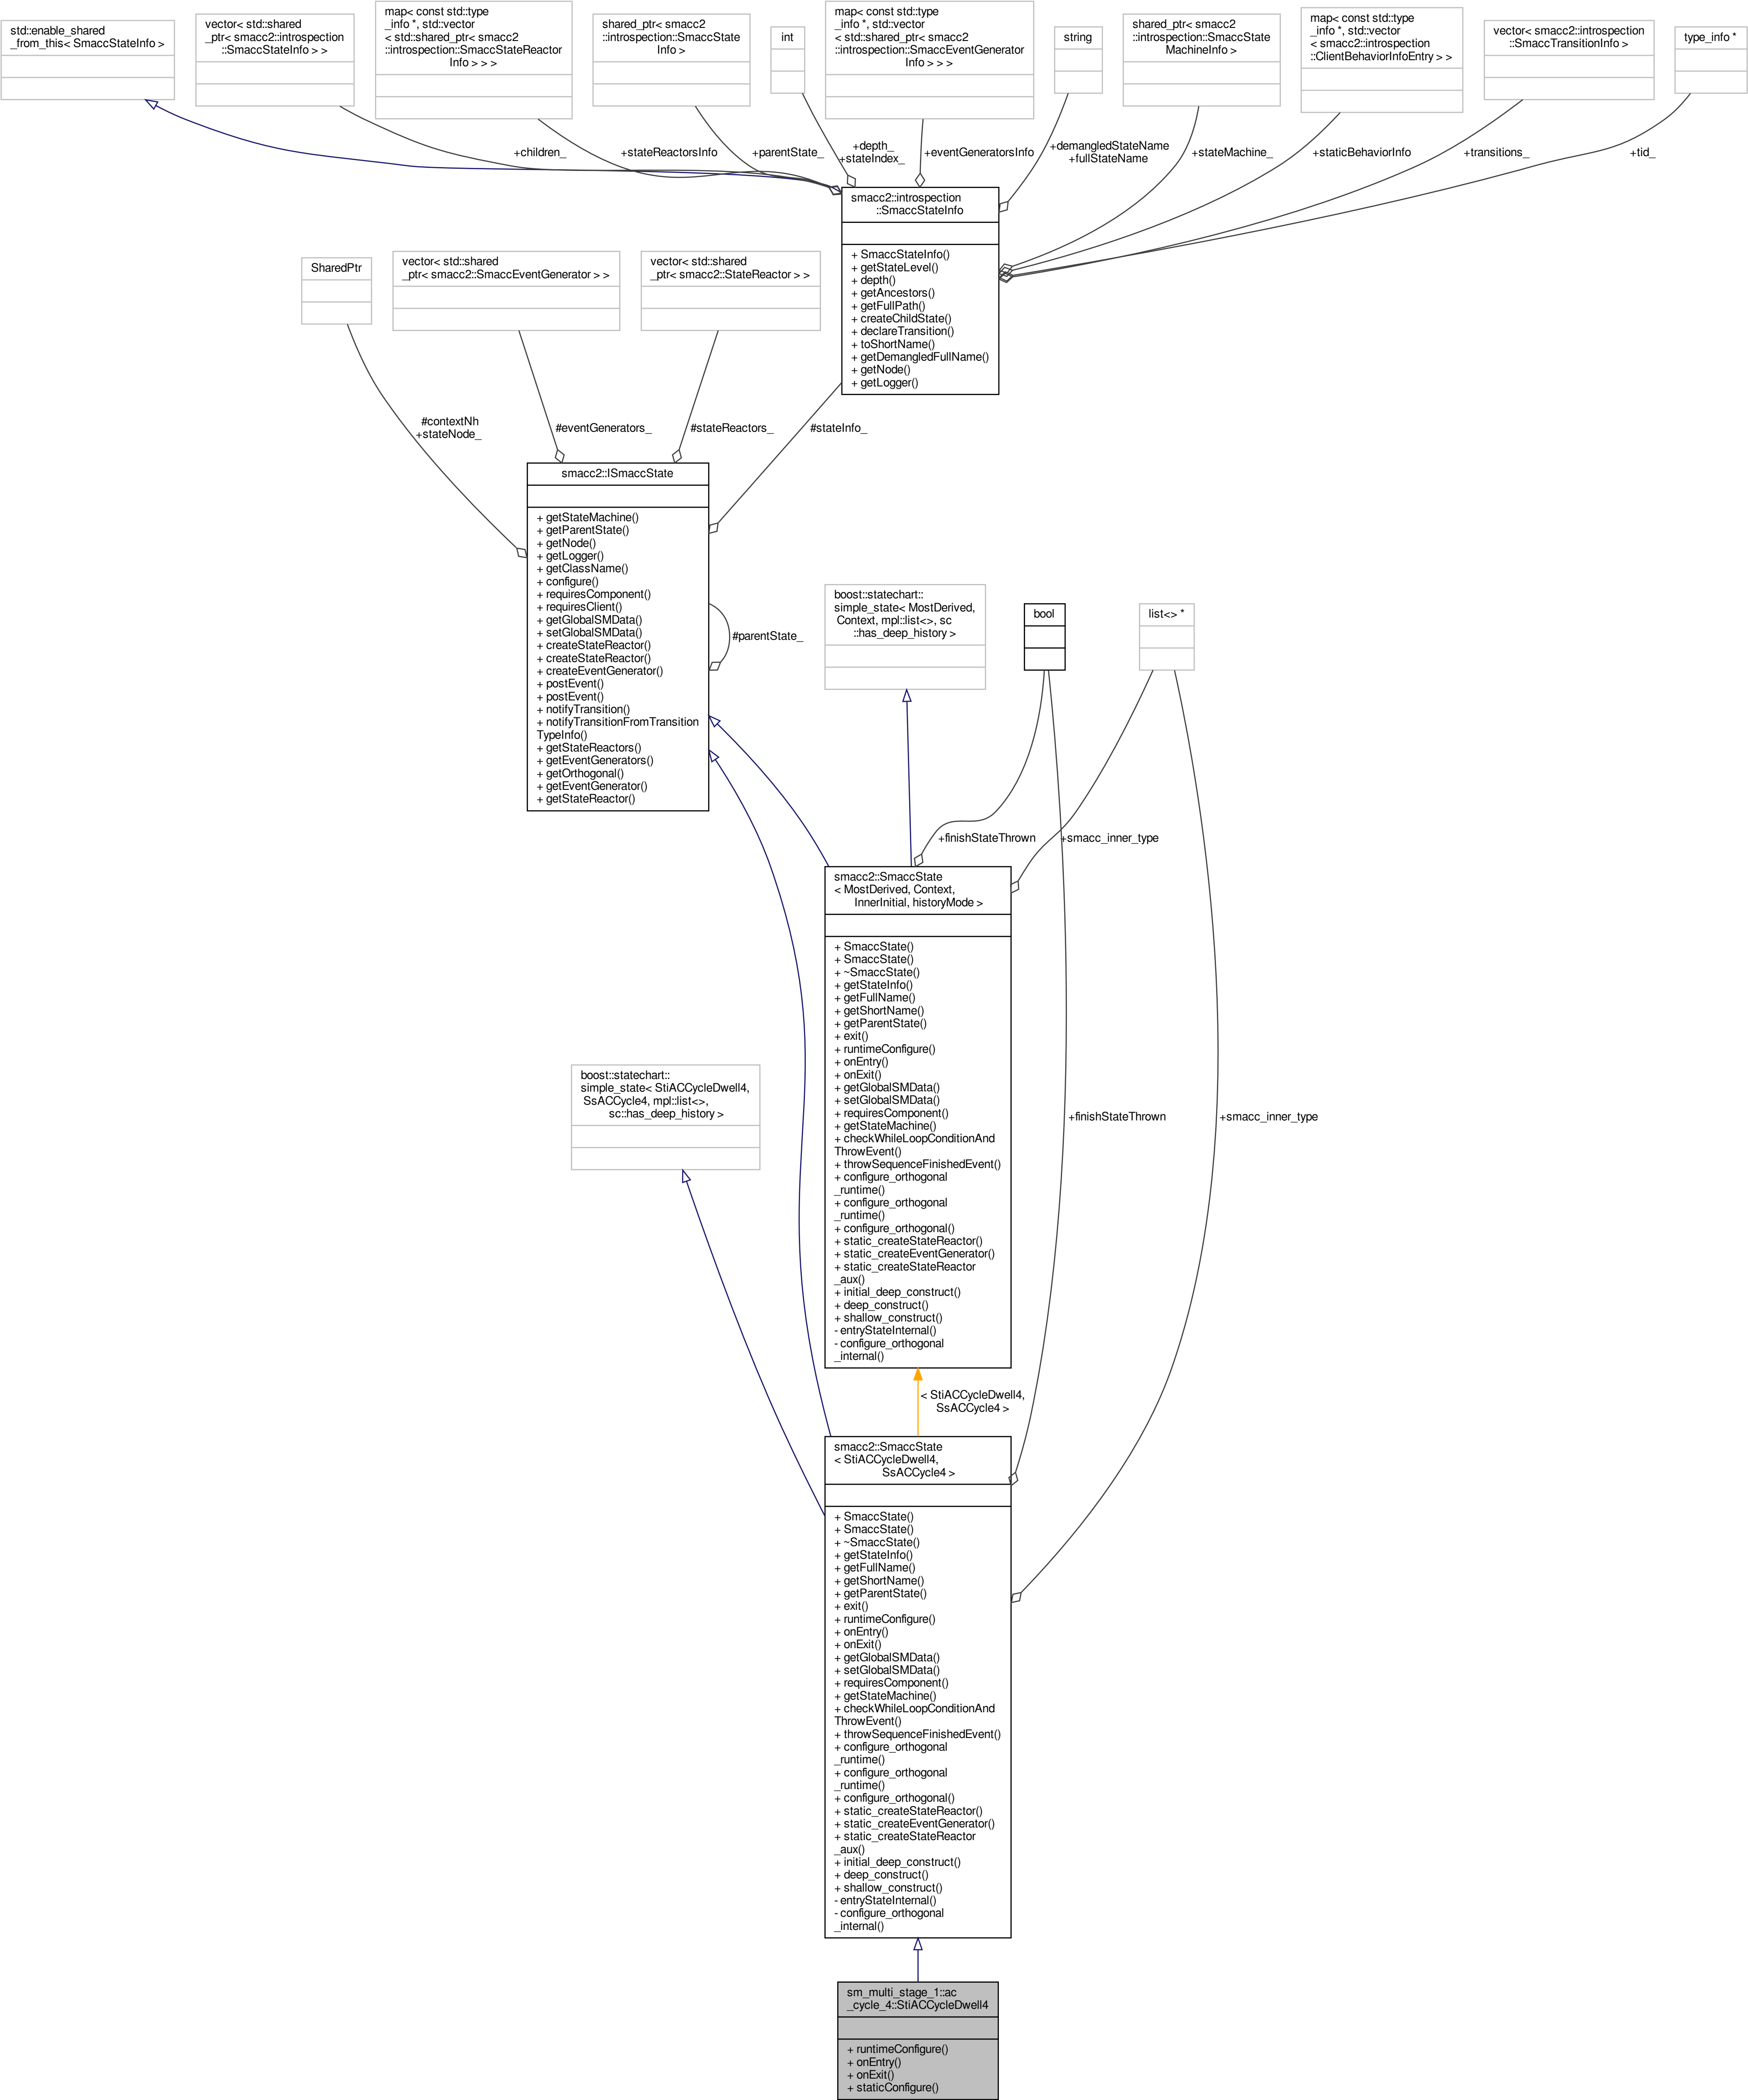 std::enable_shared
_from_this< SmaccStateInfo >
vector< std::shared
_ptr< smacc2::introspection
::SmaccStateInfo > >
map< const std::type
_info *, std::vector
< std::shared_ptr< smacc2
::introspection::SmaccStateReactor
Info > > >
shared_ptr< smacc2
::introspection::SmaccState
Info >
int
map< const std::type
_info *, std::vector
< std::shared_ptr< smacc2
::introspection::SmaccEventGenerator
Info > > >
string
shared_ptr< smacc2
::introspection::SmaccState
MachineInfo >
map< const std::type
_info *, std::vector
< smacc2::introspection
::ClientBehaviorInfoEntry > >
vector< smacc2::introspection
::SmaccTransitionInfo >
type_info *
+children_
+stateReactorsInfo
+parentState_
+depth_
+stateIndex_
+eventGeneratorsInfo
+demangledStateName
+fullStateName
+stateMachine_
+staticBehaviorInfo
+transitions_
+tid_
smacc2::introspection
::SmaccStateInfo
+ SmaccStateInfo()
+ getStateLevel()
+ depth()
+ getAncestors()
+ getFullPath()
+ createChildState()
+ declareTransition()
+ toShortName()
+ getDemangledFullName()
+ getNode()
+ getLogger()
SharedPtr
vector< std::shared
_ptr< smacc2::SmaccEventGenerator > >
vector< std::shared
_ptr< smacc2::StateReactor > >
#contextNh
+stateNode_
#eventGenerators_
#stateReactors_
#stateInfo_
smacc2::ISmaccState
+ getStateMachine()
+ getParentState()
+ getNode()
+ getLogger()
+ getClassName()
+ configure()
+ requiresComponent()
+ requiresClient()
+ getGlobalSMData()
+ setGlobalSMData()
+ createStateReactor()
+ createStateReactor()
+ createEventGenerator()
+ postEvent()
+ postEvent()
+ notifyTransition()
+ notifyTransitionFromTransition
TypeInfo()
+ getStateReactors()
+ getEventGenerators()
+ getOrthogonal()
+ getEventGenerator()
+ getStateReactor()
#parentState_
boost::statechart::
simple_state< MostDerived,
Context, mpl::list<>, sc
::has_deep_history >
bool
list<> *
+finishStateThrown
+smacc_inner_type
smacc2::SmaccState
< MostDerived, Context,
InnerInitial, historyMode >
+ SmaccState()
+ SmaccState()
+ ~SmaccState()
+ getStateInfo()
+ getFullName()
+ getShortName()
+ getParentState()
+ exit()
+ runtimeConfigure()
+ onEntry()
+ onExit()
+ getGlobalSMData()
+ setGlobalSMData()
+ requiresComponent()
+ getStateMachine()
+ checkWhileLoopConditionAnd
ThrowEvent()
+ throwSequenceFinishedEvent()
+ configure_orthogonal
_runtime()
+ configure_orthogonal
_runtime()
+ configure_orthogonal()
+ static_createStateReactor()
+ static_createEventGenerator()
+ static_createStateReactor
_aux()
+ initial_deep_construct()
+ deep_construct()
+ shallow_construct()
- entryStateInternal()
- configure_orthogonal
_internal()
boost::statechart::
simple_state< StiACCycleDwell4,
SsACCycle4, mpl::list<>,
sc::has_deep_history >
+finishStateThrown
+smacc_inner_type
< StiACCycleDwell4,
SsACCycle4 >
smacc2::SmaccState
< StiACCycleDwell4,
SsACCycle4 >
+ SmaccState()
+ SmaccState()
+ ~SmaccState()
+ getStateInfo()
+ getFullName()
+ getShortName()
+ getParentState()
+ exit()
+ runtimeConfigure()
+ onEntry()
+ onExit()
+ getGlobalSMData()
+ setGlobalSMData()
+ requiresComponent()
+ getStateMachine()
+ checkWhileLoopConditionAnd
ThrowEvent()
+ throwSequenceFinishedEvent()
+ configure_orthogonal
_runtime()
+ configure_orthogonal
_runtime()
+ configure_orthogonal()
+ static_createStateReactor()
+ static_createEventGenerator()
+ static_createStateReactor
_aux()
+ initial_deep_construct()
+ deep_construct()
+ shallow_construct()
- entryStateInternal()
- configure_orthogonal
_internal()
sm_multi_stage_1::ac
_cycle_4::StiACCycleDwell4
+ runtimeConfigure()
+ onEntry()
+ onExit()
+ staticConfigure()